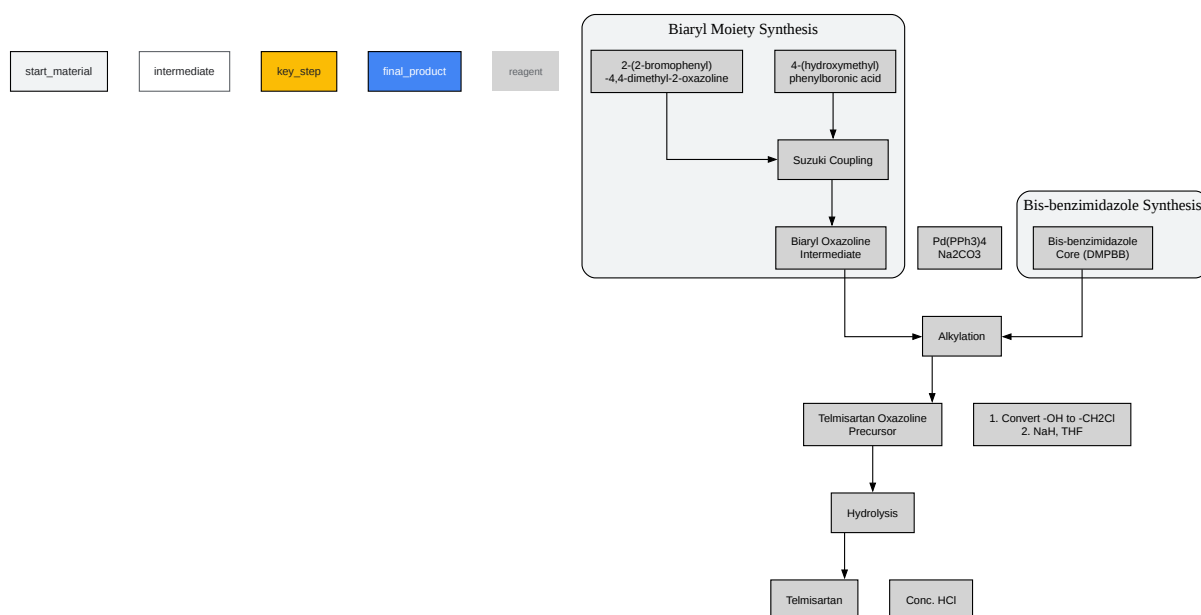 Biaryl Moiety Synthesis
start_material
intermediate
key_step
final_product
reagent
2-(2-bromophenyl)
-4,4-dimethyl-2-oxazoline
4-(hydroxymethyl)
phenylboronic acid
Suzuki Coupling
Bis-benzimidazole Synthesis
Biaryl Oxazoline
Intermediate
Pd(PPh3)4
Na2CO3
Bis-benzimidazole
Core (DMPBB)
Alkylation
Telmisartan Oxazoline
Precursor
1. Convert -OH to -CH2Cl
2. NaH, THF
Hydrolysis
Telmisartan
Conc. HCl